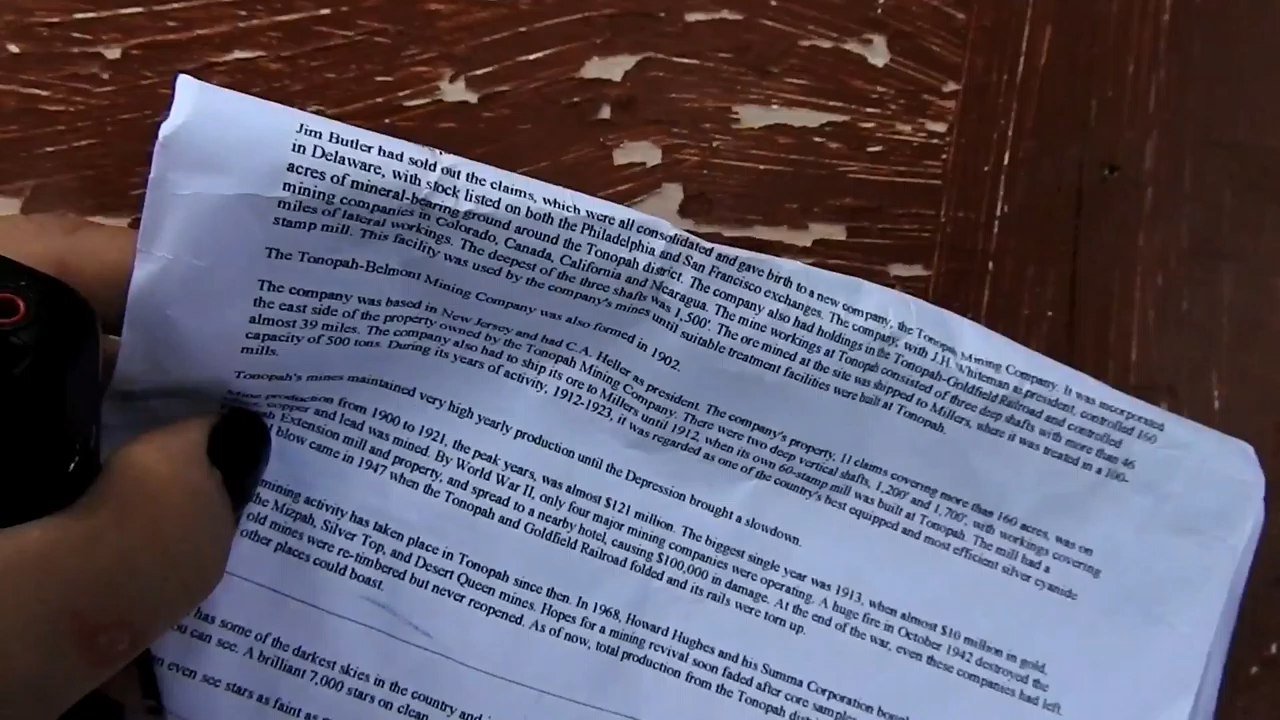 Jim Butler had sold out the claims, which were all consolidated and gave birth to a new company, the Tonopah Mining Company. It was incorporated
in Delaware, with stock listed on both the Philadelphia and San Francisco exchanges. The company, with J.H. Whiteman as president, controlled 160
acres of mineral-bearing ground around the Tonopah district. The company also had holdings in the Tonopah-Goldfield Railroad and controlled
mining companies in Colorado, Canada, California and Nicaragua. The mine workings at Tonopah consisted of three deep shafts with more than 46
miles of lateral workings. The deepest of the three shafts was 1,500'. The ore mined at the site was shipped to Millers, where it was treated in a 100-
stamp mill. This facility was used by the company's mines until suitable treatment facilities were built at Tonopah.
The Tonopah-Belmont Mining Company was also formed in 1902.
The company was based in New Jersey and had C.A. Heller as president. The company's property, 11 claims covering more than 160 acres, was on
the east side of the property owned by the Tonopah Mining Company. There were two deep vertical shafts, 1,200' and 1,700', with workings covering
almost 39 miles. The company also had to ship its ore to Millers until 1912, when its own 60-stamp mill was built at Tonopah. The mill had a
capacity of 500 tons. During its years of activity, 1912-1923, it was regarded as one of the country's best equipped and most efficient silver cyanide
mills.
Tonopah's mines maintained very high yearly production until the Depression brought a slowdown.
Mine production from 1900 to 1921, the peak years, was almost $121 million. The biggest single year was 1913, when almost $10 million in gold,
copper and lead was mined. By World War II, only four major mining companies were operating. A huge fire in October 1942 destroyed the
Extension mill and property, and spread to a nearby hotel, causing $100,000 in damage. At the end of the war, even these companies had left.
blow came in 1947 when the Tonopah and Goldfield Railroad folded and its rails were torn up.
mining activity has taken place in Tonopah since then. In 1968, Howard Hughes and his Summa Corporation
the Mizpah, Silver Top, and Desert Queen mines. Hopes for a mining revival soon faded after core
old mines were re-timbered but never reopened. As of now, total production from the Tonopah
other places could boast.
has some of the darkest skies in the country and
can see. A brilliant 7,000 stars on
even see stars as faint as